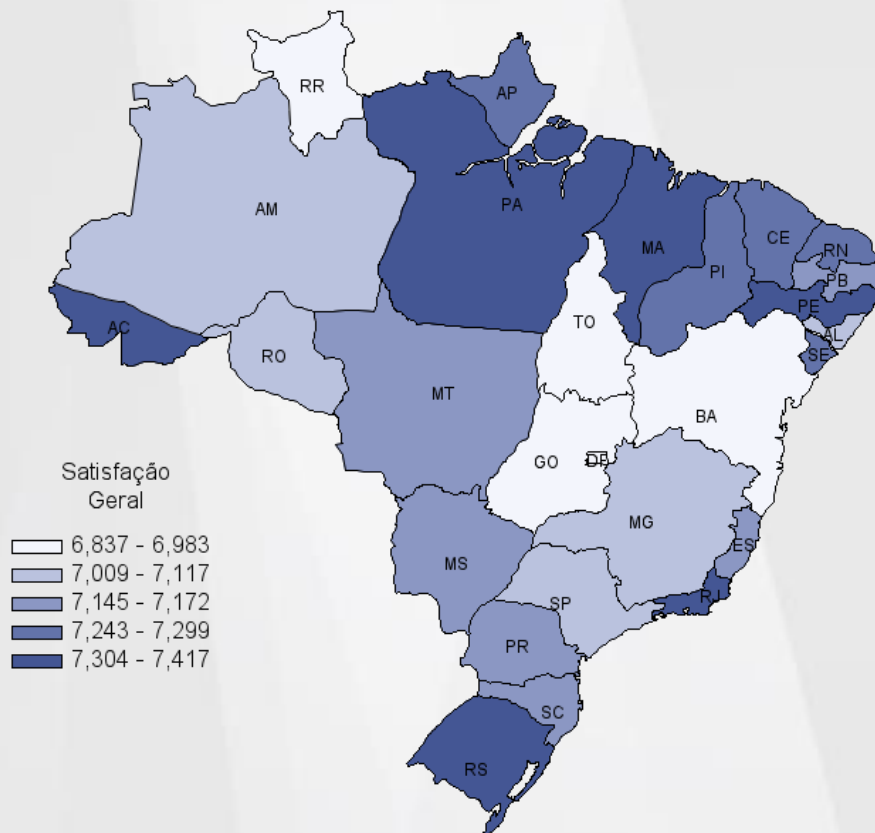 RR
AP
AM
PA
MA
CE
RN
PI
PB
PE
AC
TO
AL
RO
SE
MT
BA
GO
DF
Satisfação
Geral
MG
6,837 - 6,983
ES
7,009 - 7,117
MS
7,145 - 7,172
SP
RJ
7,243 - 7,299
PR
7,304 - 7,417
SC
RS